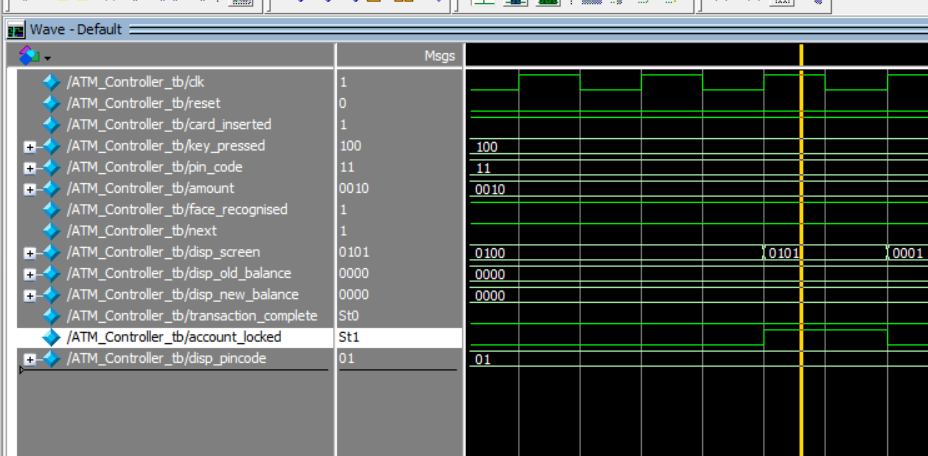 Wave - Default
Msgs
/ATM_Controller_tb/clk 1
/ATM_Controller_tb/reset 0
/ATM_Controller_tb/card_inserted 1
/ATM_Controller_tb/key_pressed 100 100
/ATM_Controller_tb/pin_code 11 11
/ATM_Controller_tb/amount 0010 0010
/ATM_Controller_tb/face_recognised 1
/ATM_Controller_tb/next 1
/ATM_Controller_tb/disp_screen 0101 0100 0101 0001
/ATM_Controller_tb/disp_old_balance 0000 0000
/ATM_Controller_tb/disp_new_balance 0000 0000
/ATM_Controller_tb/transaction_complete St0
/ATM_Controller_tb/account_locked St1
/ATM_Controller_tb/disp_pincode 01 01